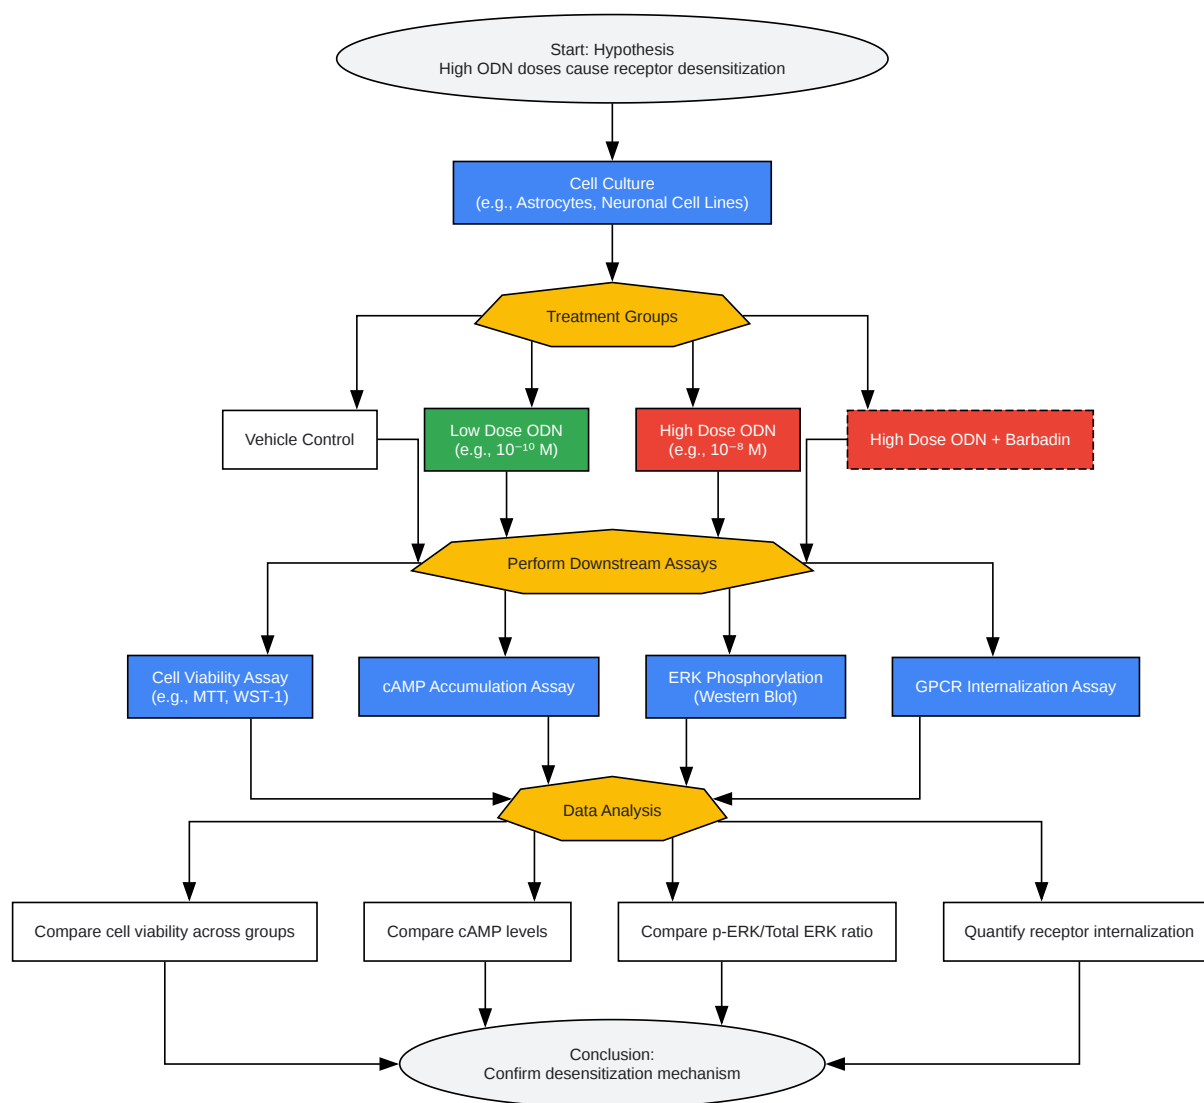 Start: Hypothesis
High ODN doses cause receptor desensitization
Cell Culture
(e.g., Astrocytes, Neuronal Cell Lines)
Treatment Groups
Vehicle Control
Low Dose ODN
(e.g., 10⁻¹⁰ M)
High Dose ODN
(e.g., 10⁻⁸ M)
High Dose ODN + Barbadin
Perform Downstream Assays
Cell Viability Assay
(e.g., MTT, WST-1)
cAMP Accumulation Assay
ERK Phosphorylation
(Western Blot)
GPCR Internalization Assay
Data Analysis
Compare cell viability across groups
Compare cAMP levels
Compare p-ERK/Total ERK ratio
Quantify receptor internalization
Conclusion:
Confirm desensitization mechanism